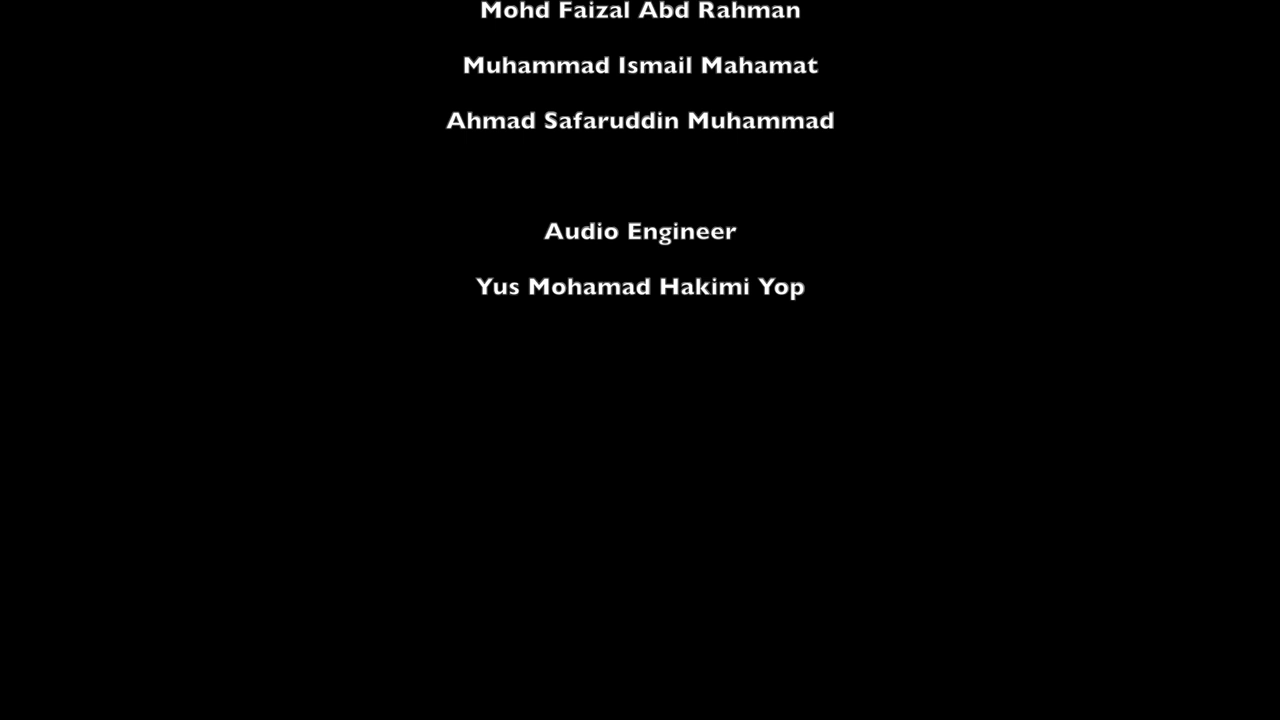 Mohd Faizal Abd Rahman
Muhammad Ismail Mahamat
Ahmad Safaruddin Muhammad
Audio Engineer
Yus Mohamad Hakimi Yop